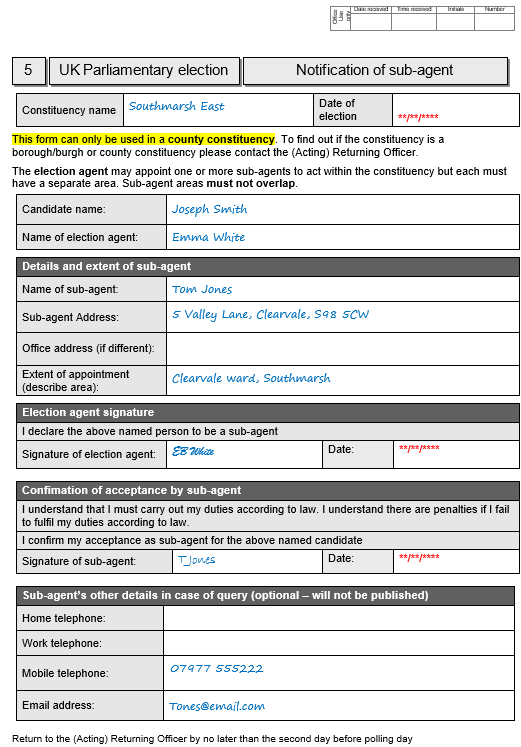 Office Use only
Date received Time received Initials Number
5 UK Parliamentary election Notification of sub-agent
Constituency name Southmarsh East Date of election **/**/****
This form can only be used in a county constituency. To find out if the constituency is a
borough/burgh or county constituency please contact the (Acting) Returning Officer.
The election agent may appoint one or more sub-agents to act within the constituency but each must
have a separate area. Sub-agent areas must not overlap.
Candidate name: Joseph Smith
Name of election agent: Emma White
Details and extent of sub-agent
Name of sub-agent: Tom Jones
Sub-agent Address: 5 Valley Lane, Clearvale, S98 5CW
Office address (if different):
Extent of appointment (describe area): Clearvale ward, Southmarsh
Election agent signature
I declare the above named person to be a sub-agent
Signature of election agent: EB White Date: **/**/****
Confimation of acceptance by sub-agent
I understand that I must carry out my duties according to law. I understand there are penalties if I fail
to fulfil my duties according to law.
I confirm my acceptance as sub-agent for the above named candidate
Signature of sub-agent: TJones Date: **/**/****
Sub-agent's other details in case of query (optional – will not be published)
Home telephone:
Work telephone:
Mobile telephone: 07977 555222
Email address: Tones@email.com
Return to the (Acting) Returning Officer by no later than the second day before polling day